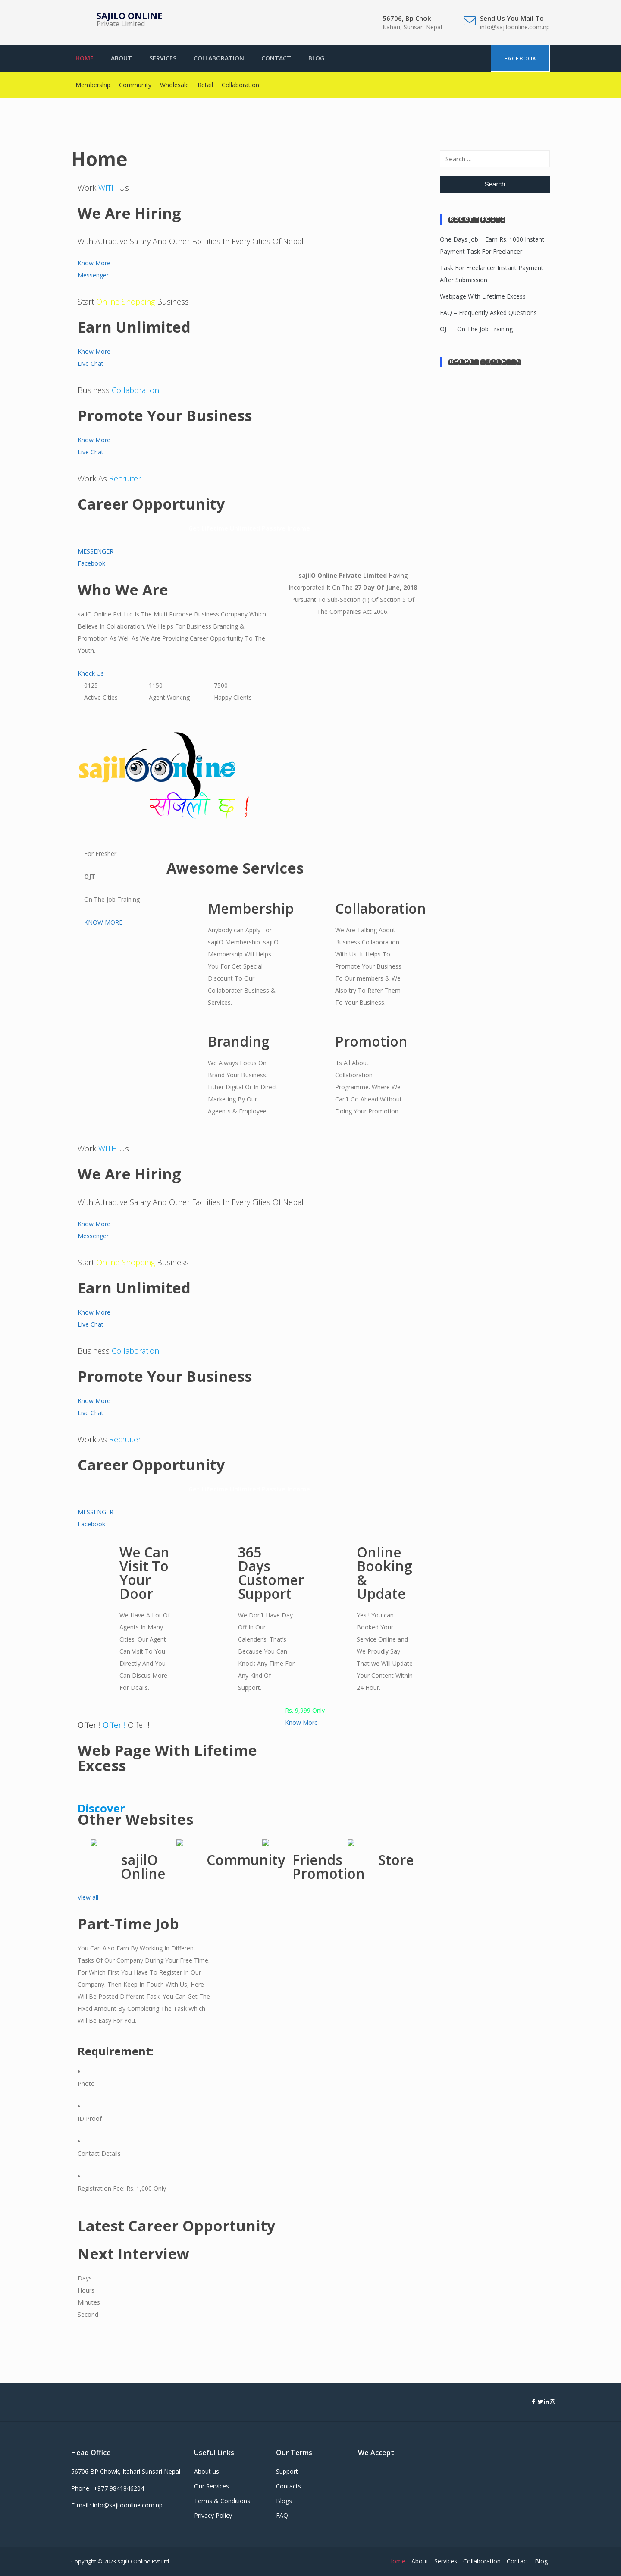 SAJILO ONLINE
Private Limited
56706, Bp Chok
Itahari, Sunsari Nepal
Send Us You Mail To
info@sajiloonline.com.np
HOME ABOUT SERVICES COLLABORATION CONTACT BLOG
FACEBOOK
Membership Community Wholesale Retail Collaboration
Home
Work WITH Us
We Are Hiring
With Attractive Salary And Other Facilities In Every Cities Of Nepal.
Know More
Messenger
Start Online Shopping Business
Earn Unlimited
Know More
Live Chat
Business Collaboration
Promote Your Business
Know More
Live Chat
Work As Recruiter
Career Opportunity
MESSENGER
Facebook
Search …
Search
RECENT POSTS
One Days Job – Earn Rs. 1000 Instant
Payment Task For Freelancer
Task For Freelancer Instant Payment
After Submission
Webpage With Lifetime Excess
FAQ – Frequently Asked Questions
OJT – On The Job Training
RECENT COMMENTS
Who We Are
sajIO Online Pvt Ltd Is The Multi Purpose Business Company Which
Believe In Collaboration. We Helps For Business Branding &
Promotion As Well As We Are Providing Career Opportunity To The
Youth.
Knock Us
0125
Active Cities
1150
Agent Working
7500
Happy Clients
sajilO Online Private Limited Having
Incorporated It On The 27 Day Of June, 2018
Pursuant To Sub-Section (1) Of Section 5 Of
The Companies Act 2006.
sajiloonline
सजिलो छ !
For Fresher
OJT
On The Job Training
KNOW MORE
Awesome Services
Membership
Anybody can Apply For
sajilO Membership. sajilO
Membership Will Helps
You For Get Special
Discount To Our
Collaborater Business &
Services.
Collaboration
We Are Talking About
Business Collaboration
With Us. It Helps To
Promote Your Business
To Our members & We
Also try To Refer Them
To Your Business.
Branding
We Always Focus On
Brand Your Business.
Either Digital Or In Direct
Marketing By Our
Ageents & Employee.
Promotion
Its All About
Collaboration
Programme. Where We
Can't Go Ahead Without
Doing Your Promotion.
Work WITH Us
We Are Hiring
With Attractive Salary And Other Facilities In Every Cities Of Nepal.
Know More
Messenger
Start Online Shopping Business
Earn Unlimited
Know More
Live Chat
Business Collaboration
Promote Your Business
Know More
Live Chat
Work As Recruiter
Career Opportunity
MESSENGER
Facebook
We Can
Visit To
Your
Door
We Have A Lot Of
Agents In Many
Cities. Our Agent
Can Visit To You
Directly And You
Can Discus More
For Deails.
365
Days
Customer
Support
We Don't Have Day
Off In Our
Calender's. That's
Because You Can
Knock Any Time For
Any Kind Of
Support.
Online
Booking
&
Update
Yes ! You can
Booked Your
Service Online and
We Proudly Say
That we Will Update
Your Content Within
24 Hour.
Offer ! Offer ! Offer !
Web Page With Lifetime
Excess
Rs. 9,999 Only
Know More
Discover
Other Websites
sajilO
Online
Community
Friends
Promotion
Store
View all
Part-Time Job
You Can Also Earn By Working In Different
Tasks Of Our Company During Your Free Time.
For Which First You Have To Register In Our
Company. Then Keep In Touch With Us, Here
Will Be Posted Different Task. You Can Get The
Fixed Amount By Completing The Task Which
Will Be Easy For You.
Requirement:
Photo
ID Proof
Contact Details
Registration Fee: Rs. 1,000 Only
Latest Career Opportunity
Next Interview
Days
Hours
Minutes
Second
Head Office
56706 BP Chowk, Itahari Sunsari Nepal
Phone.: +977 9841846204
E-mail.: info@sajiloonline.com.np
Useful Links
About us
Our Services
Terms & Conditions
Privacy Policy
Our Terms
Support
Contacts
Blogs
FAQ
We Accept
Copyright © 2023 sajilO Online Pvt.Ltd.
Home About Services Collaboration Contact Blog